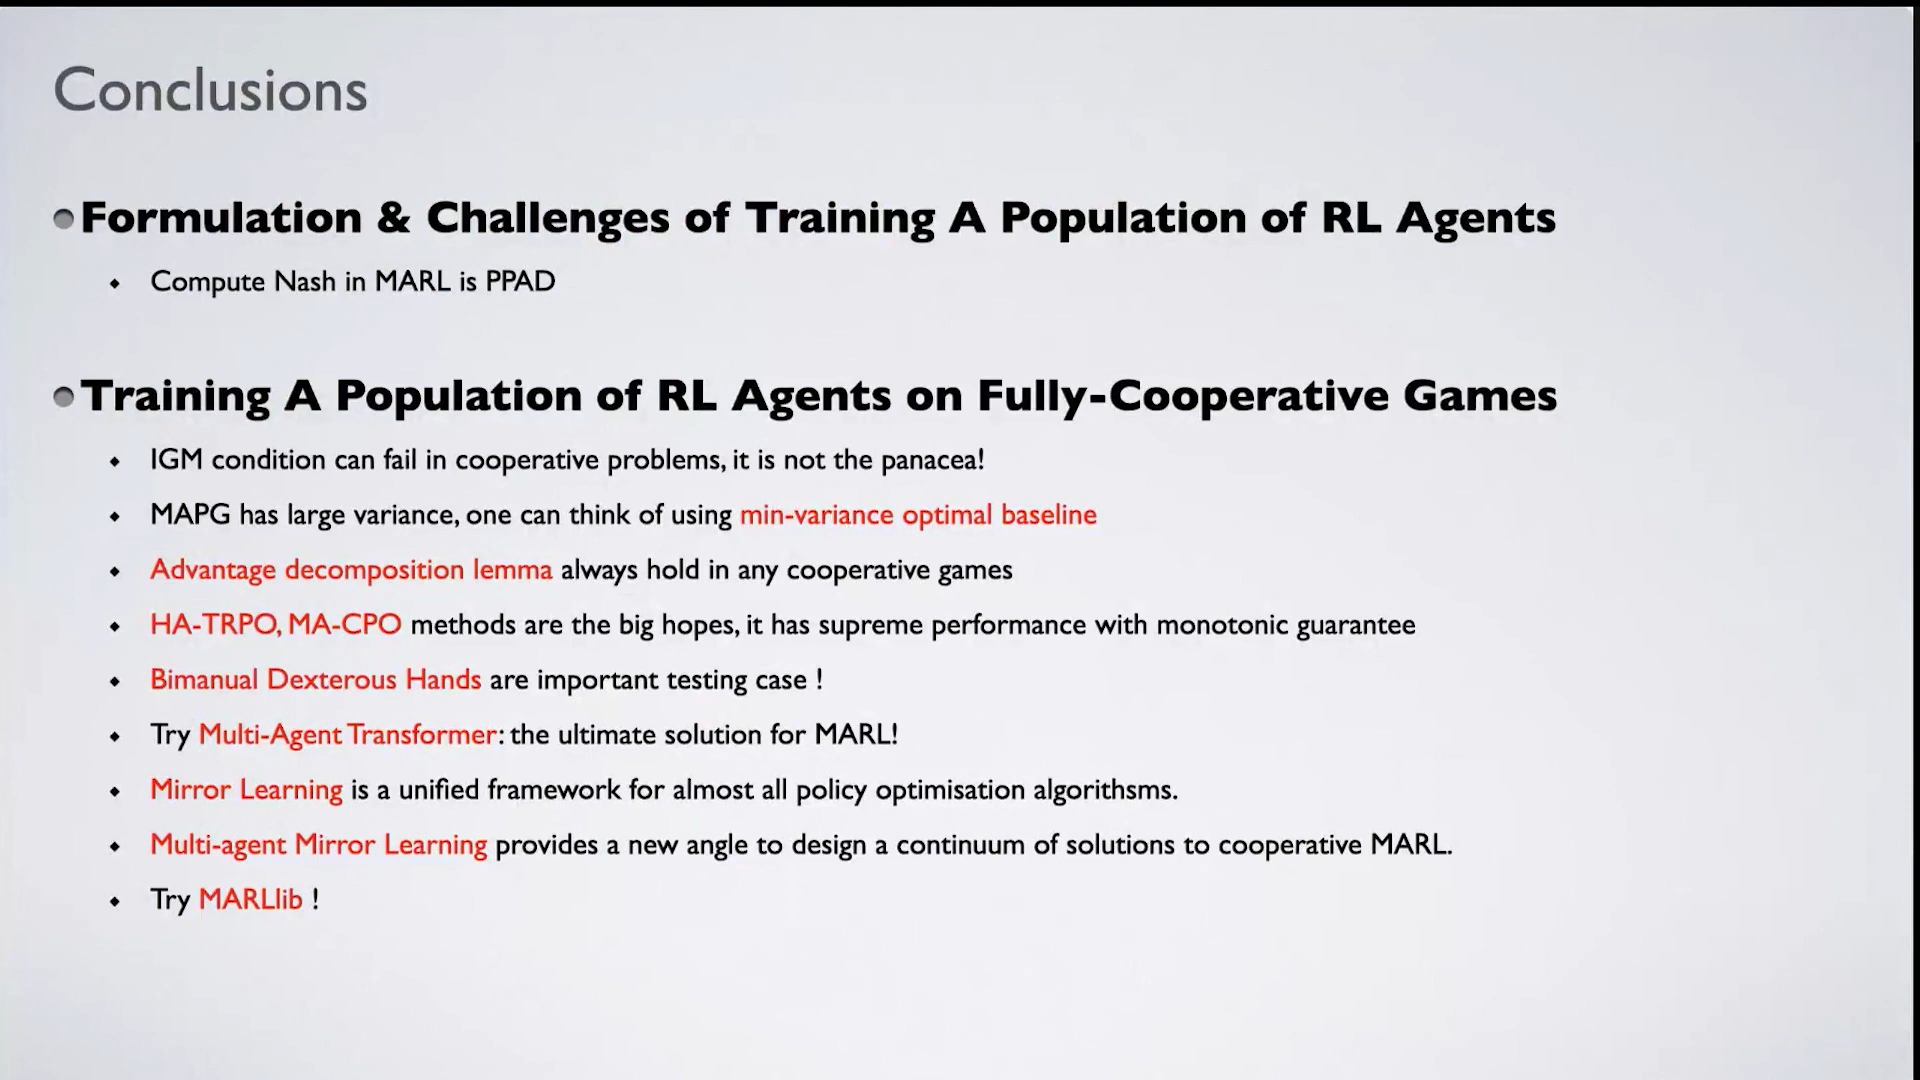 Conclusions
Formulation & Challenges of Training A Population of RL Agents
Compute Nash in MARL is PPAD
Training A Population of RL Agents on Fully-Cooperative Games
IGM condition can fail in cooperative problems, it is not the panacea!
MAPG has large variance, one can think of using min-variance optimal baseline
Advantage decomposition lemma always hold in any cooperative games
HA-TRPO, MA-CPO methods are the big hopes, it has supreme performance with monotonic guarantee
Bimanual Dexterous Hands are important testing case !
Try Multi-Agent Transformer: the ultimate solution for MARL!
Mirror Learning is a unified framework for almost all policy optimisation algorithsms.
Multi-agent Mirror Learning provides a new angle to design a continuum of solutions to cooperative MARL.
Try MARLlib !